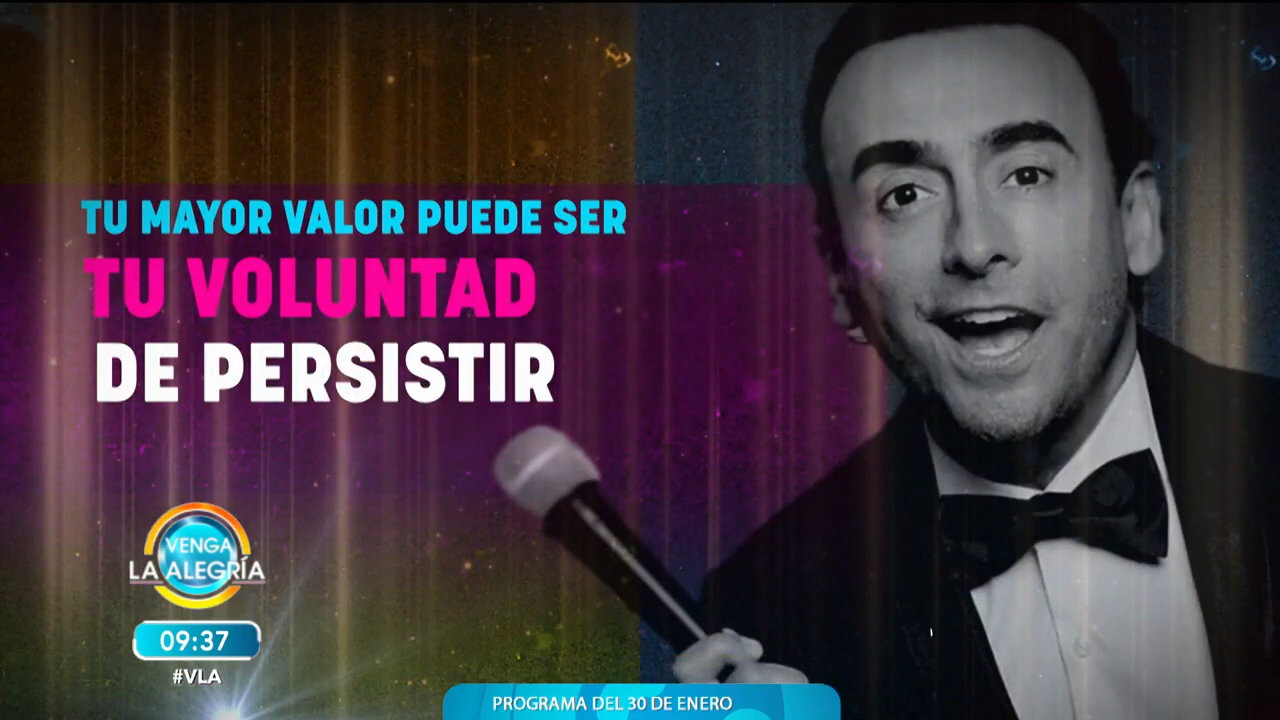 TU MAYOR VALOR PUEDE SER
TU VOLUNTAD
DE PERSISTIR
VENGA
LA ALEGRÍA
09:37
#VLA
PROGRAMA DEL 30 DE ENERO